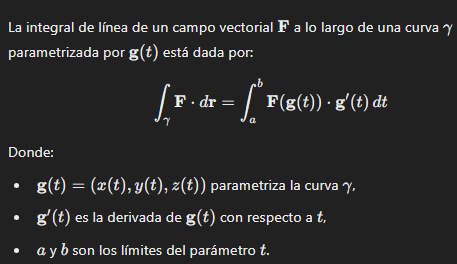 La integral de línea de un campo vectorial F a lo largo de una curva γ
parametrizada por g(t) está dada por:
∫_γ F · dr = ∫_a^b F(g(t)) · g′(t) dt
Donde:
• g(t) = (x(t), y(t), z(t)) parametriza la curva γ,
• g′(t) es la derivada de g(t) con respecto a t,
• a y b son los límites del parámetro t.